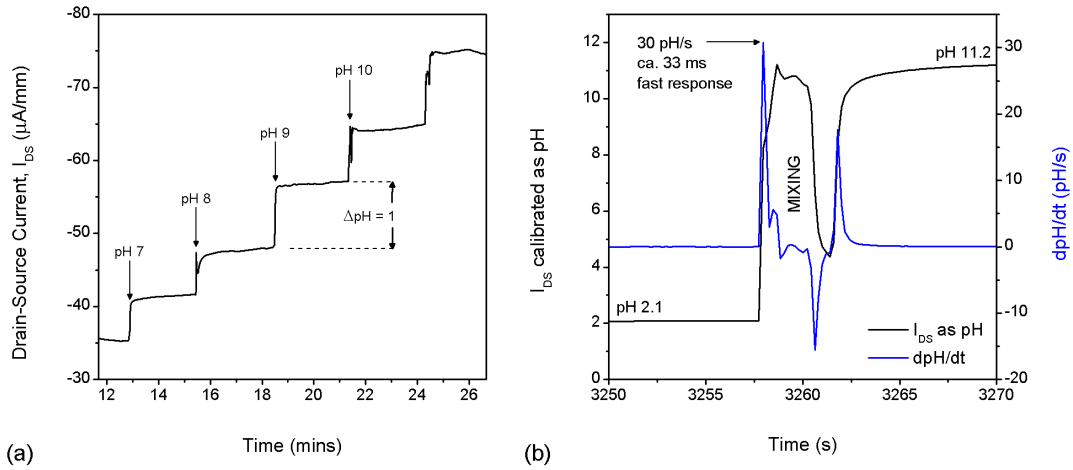 -80
-70
-60
-50
-40
-30
12
14
16
18
20
22
24
26
Drain-Source Current, I_DS (μA/mm)
Time (mins)
pH 7
pH 8
pH 9
pH 10
ΔpH = 1
(a)
12
10
8
6
4
2
0
3250
3255
3260
3265
3270
30
20
10
0
-10
-20
I_DS calibrated as pH
dpH/dt (pH/s)
Time (s)
30 pH/s
ca. 33 ms
fast response
pH 11.2
MIXING
pH 2.1
I_DS as pH
dpH/dt
(b)